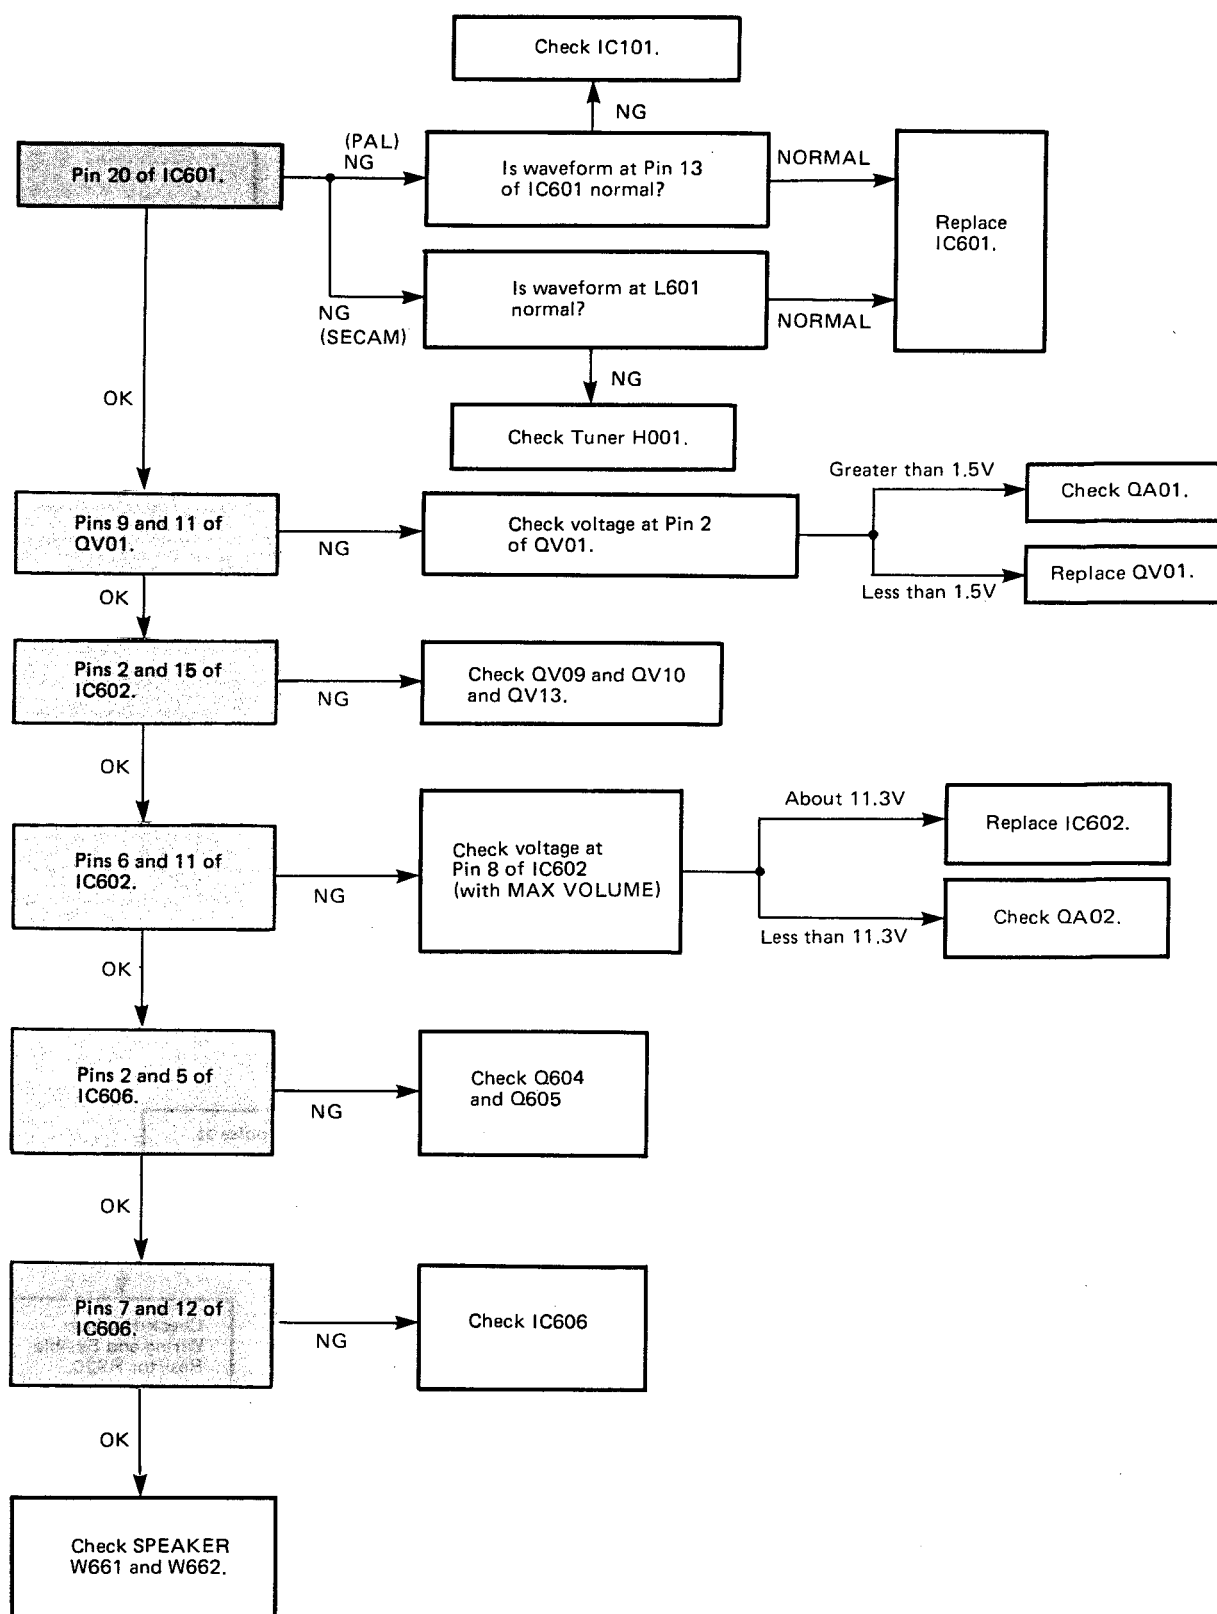 Check IC101.
NG
(PAL)
NG
Pin 20 of IC601.
Is waveform at Pin 13
of IC601 normal?
NORMAL
Replace
IC601.
Is waveform at L601
normal?
NG
(SECAM)
NORMAL
NG
OK
Check Tuner H001.
Greater than 1.5V
Check QA01.
Pins 9 and 11 of
QV01.
NG
Check voltage at Pin 2
of QV01.
Replace QV01.
Less than 1.5V
OK
Pins 2 and 15 of
IC602.
NG
Check QV09 and QV10
and QV13.
OK
About 11.3V
Replace IC602.
Pins 6 and 11 of
IC602.
NG
Check voltage at
Pin 8 of IC602
(with MAX VOLUME)
Check QA02.
Less than 11.3V
OK
Pins 2 and 5 of
IC606.
NG
Check Q604
and Q605
OK
Pins 7 and 12 of
IC606.
NG
Check IC606
OK
Check SPEAKER
W661 and W662.